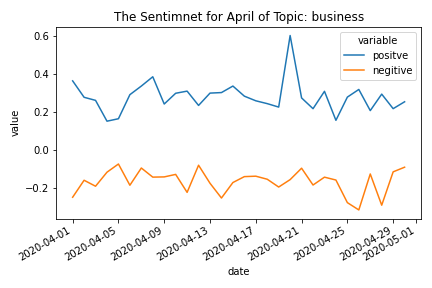 The Sentimnet for April of Topic: business
variable
positve
negitive
value
0.6
0.4
0.2
0.0
−0.2
2020-04-01
2020-04-05
2020-04-09
2020-04-13
2020-04-17
2020-04-21
2020-04-25
2020-04-29
2020-05-01
date